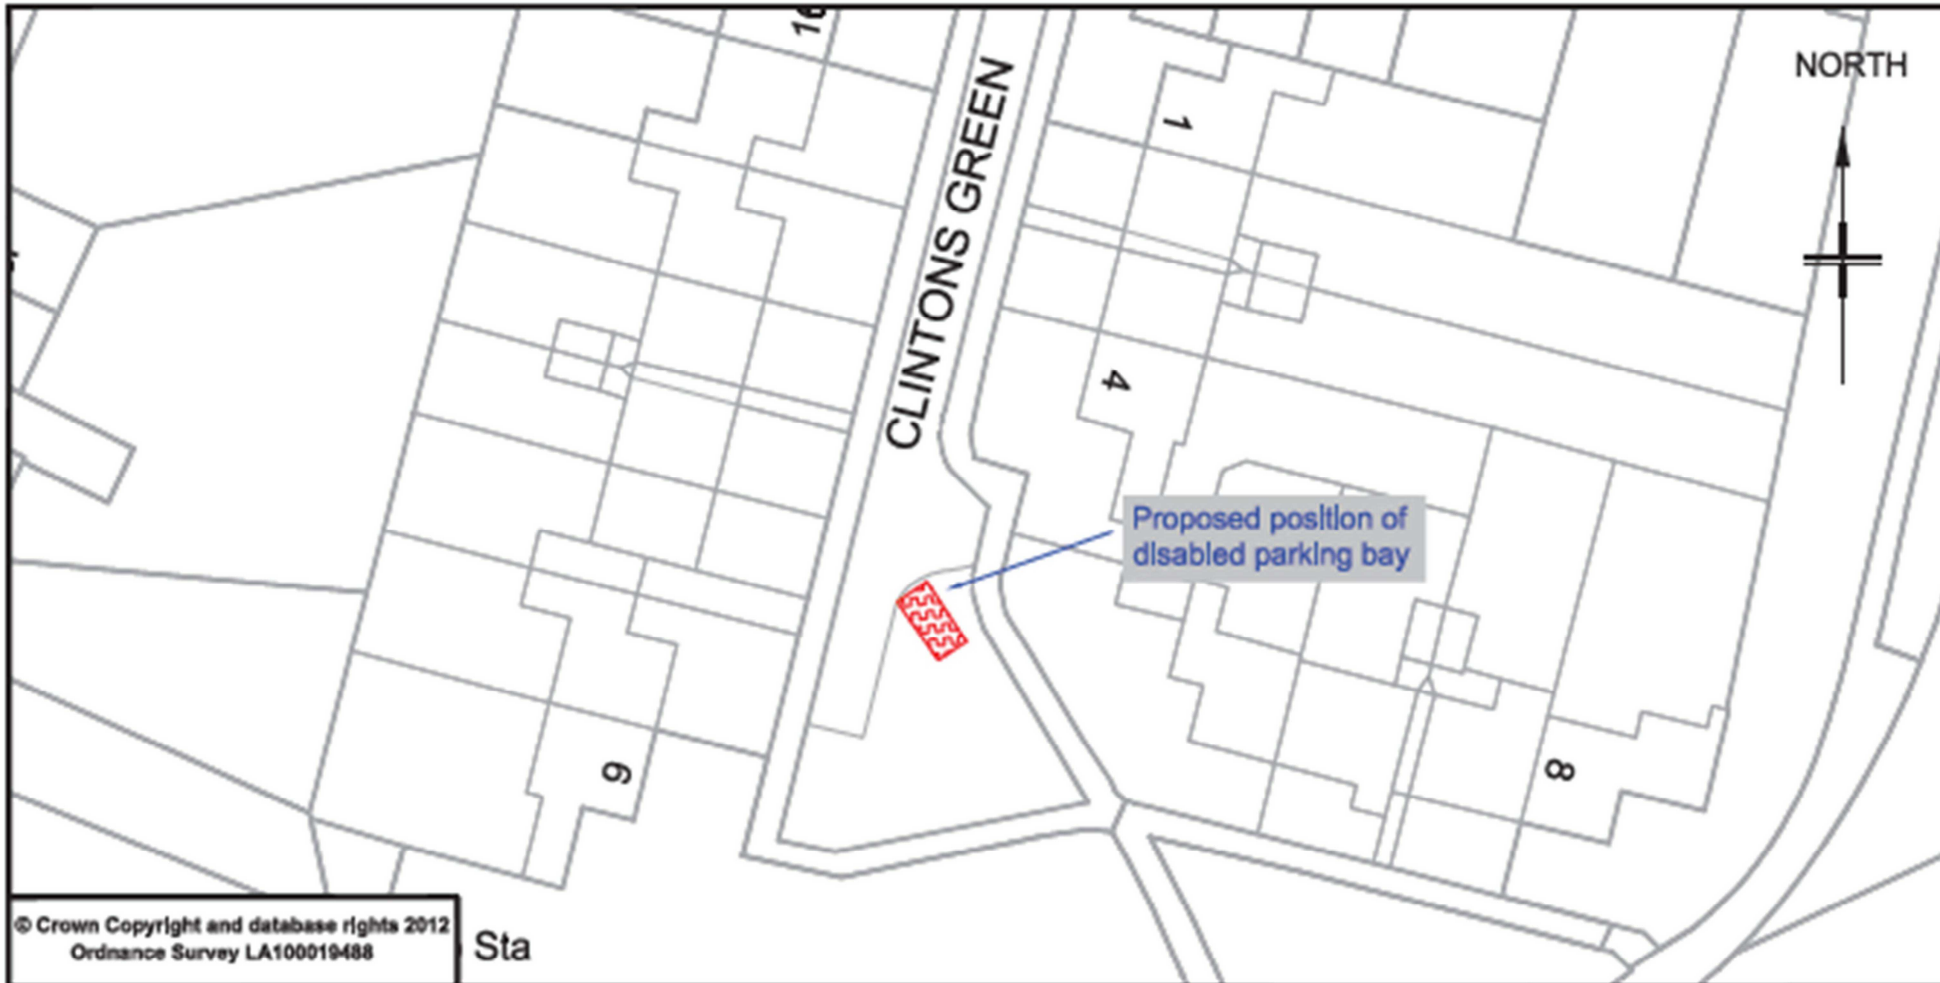 16
NORTH
CLINTONS GREEN
1
4
Proposed position of
disabled parking bay
9
8
© Crown Copyright and database rights 2012
Ordnance Survey LA100019488
Sta